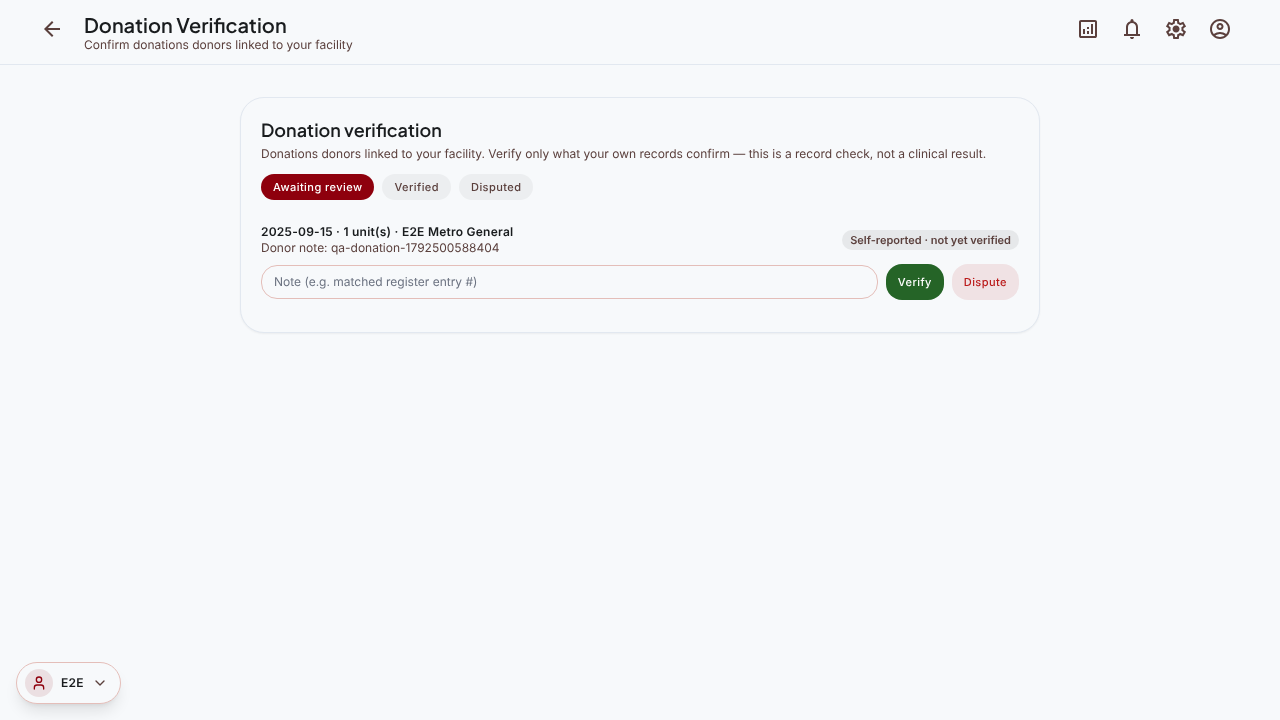 Donation Verification
Confirm donations donors linked to your facility
Donation verification
Donations donors linked to your facility. Verify only what your own records confirm — this is a record check, not a clinical result.
Awaiting review
Verified
Disputed
2025-09-15 · 1 unit(s) · E2E Metro General
Donor note: qa-donation-1792500588404
Self-reported · not yet verified
Note (e.g. matched register entry #)
Verify
Dispute
E2E